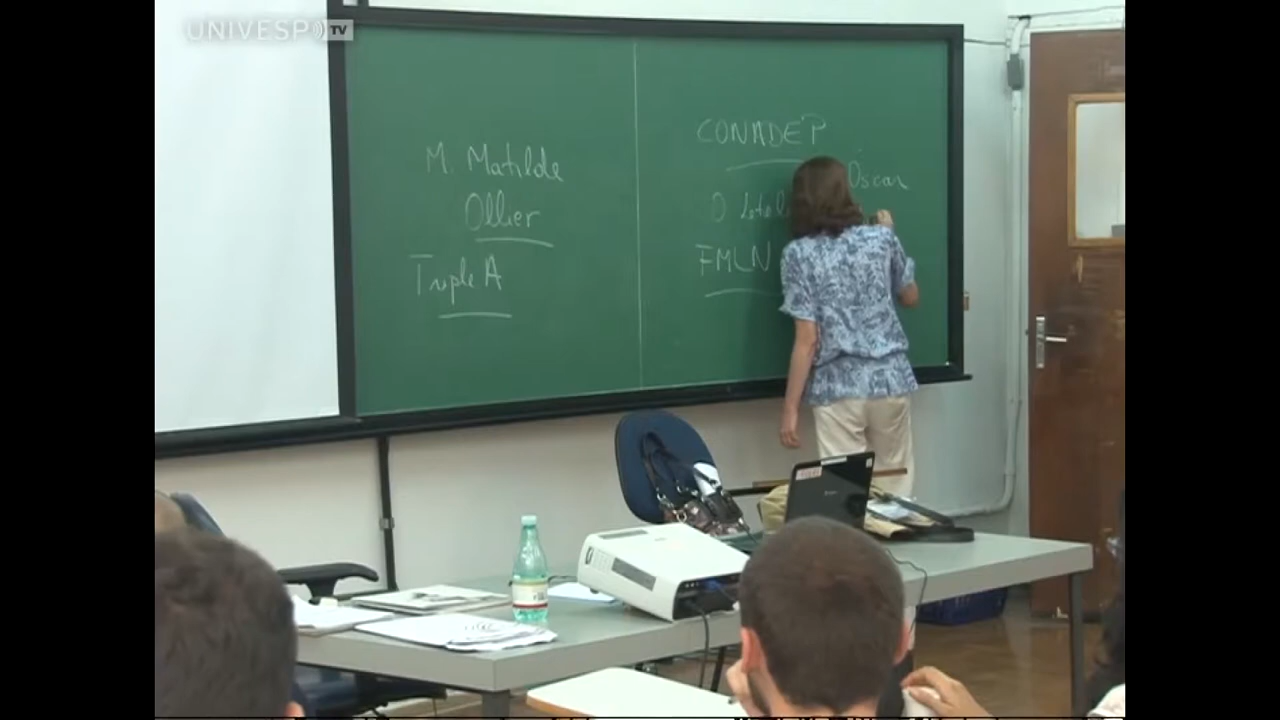 UNIVESP TV
M. Matilde
Ollier
Triple A
CONADEP
Oscar
O
FMLN